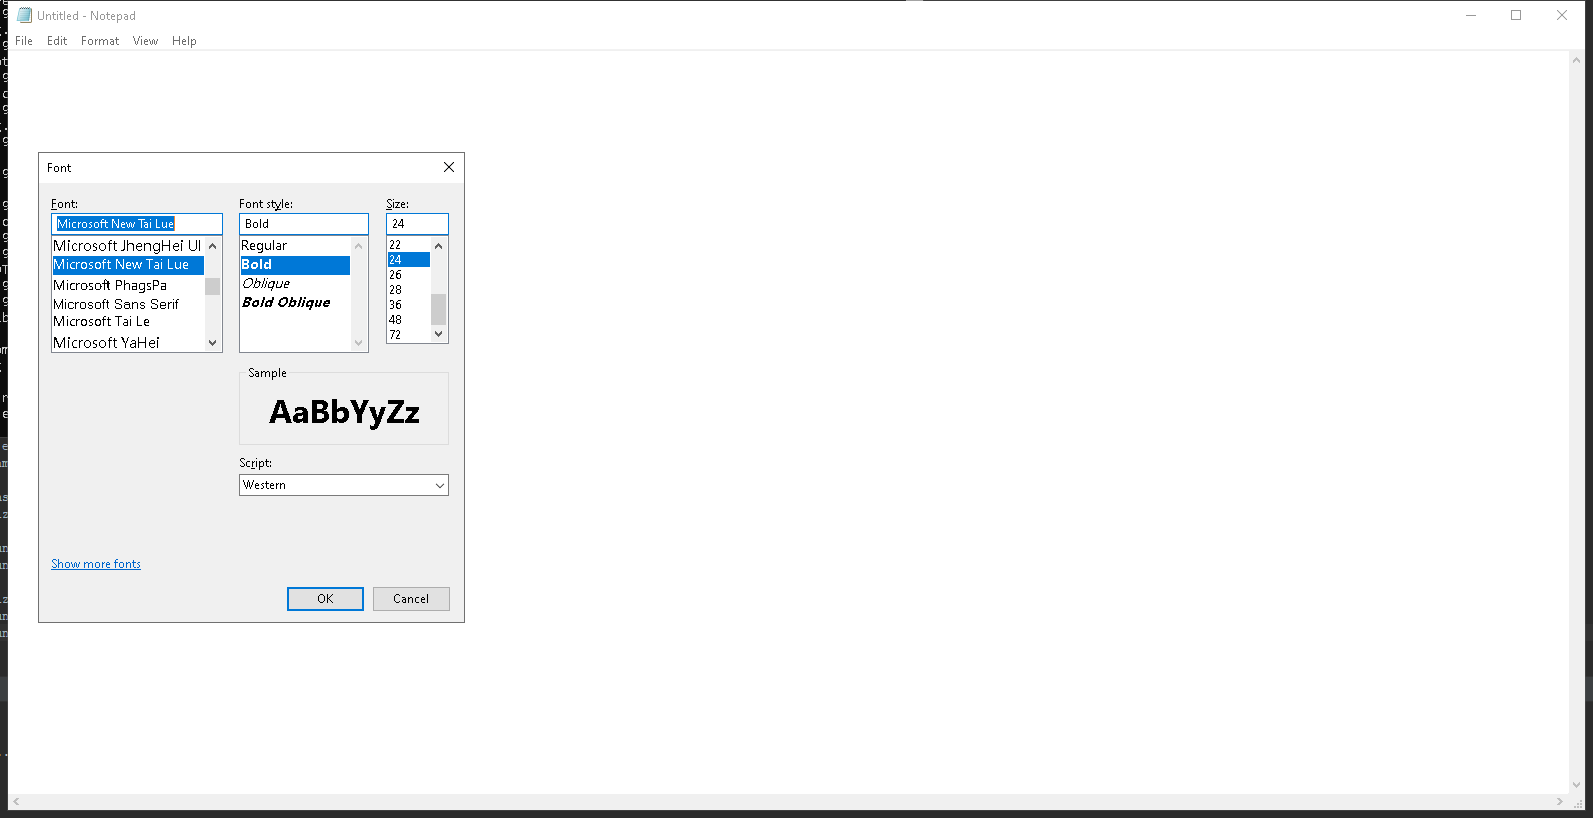 Untitled - Notepad
File Edit Format View Help
Font
Font: Font style: Size:
Microsoft New Tai Lue Bold 24
Microsoft JhengHei UI
Microsoft New Tai Lue
Microsoft PhagsPa
Microsoft Sans Serif
Microsoft Tai Le
Microsoft YaHei
Regular
Bold
Oblique
Bold Oblique
22
24
26
28
36
48
72
Sample
AaBbYyZz
Script:
Western
Show more fonts
OK Cancel